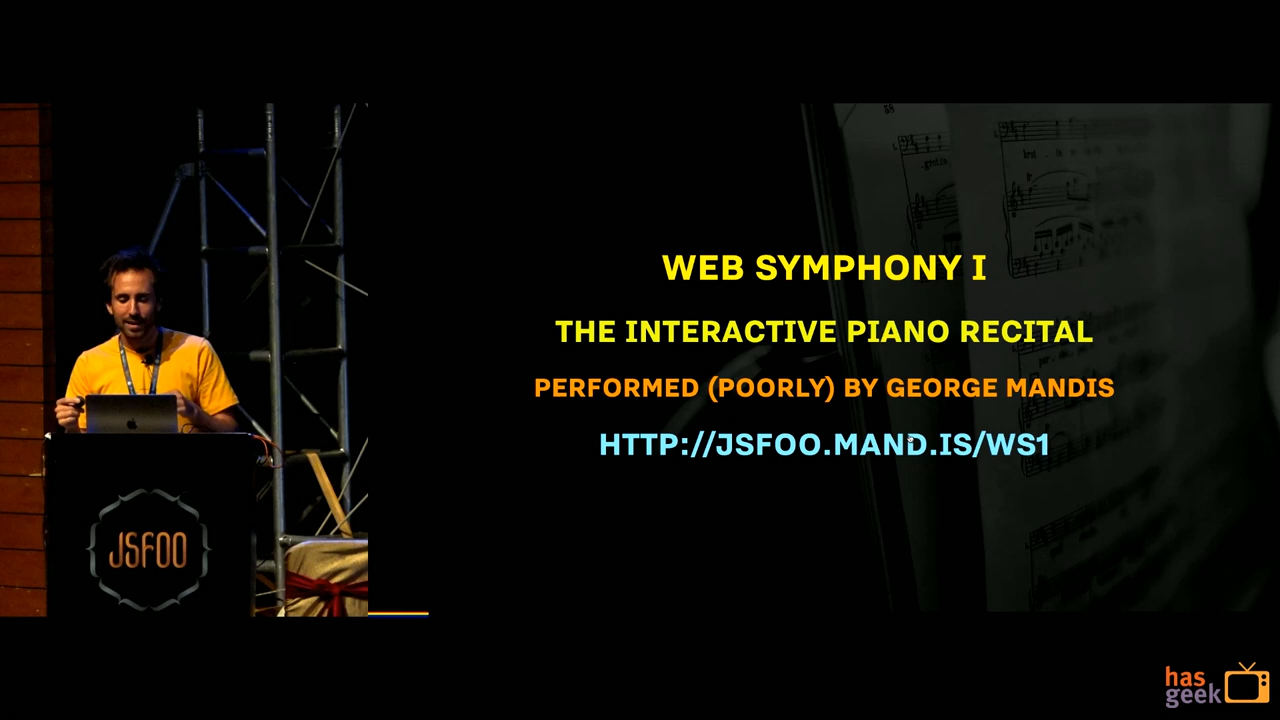 WEB SYMPHONY I
THE INTERACTIVE PIANO RECITAL
PERFORMED (POORLY) BY GEORGE MANDIS
HTTP://JSFOO.MAND.IS/WS1
JSFOO
has
geek